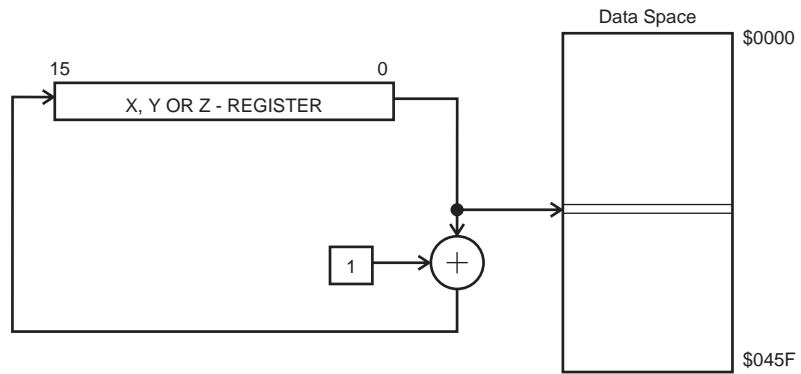 Data Space
$0000
15
0
X, Y OR Z - REGISTER
1
+
$045F